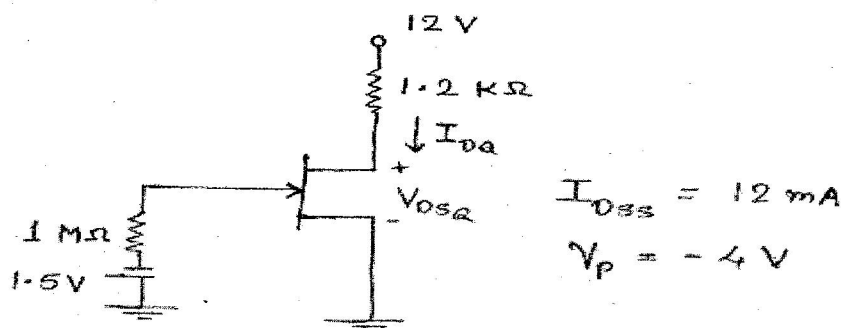 12 V
1.2 KΩ
↓ I_DQ
+
V_DSQ
-
I_DSS = 12 mA
V_P = - 4 V
1 MΩ
1.5V